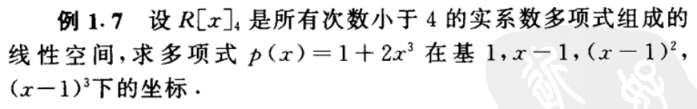 例 1.7 设 R[x]₄ 是所有次数小于 4 的实系数多项式组成的
线性空间,求多项式 p(x)=1+2x³ 在基 1,x-1,(x-1)²,
(x-1)³下的坐标.